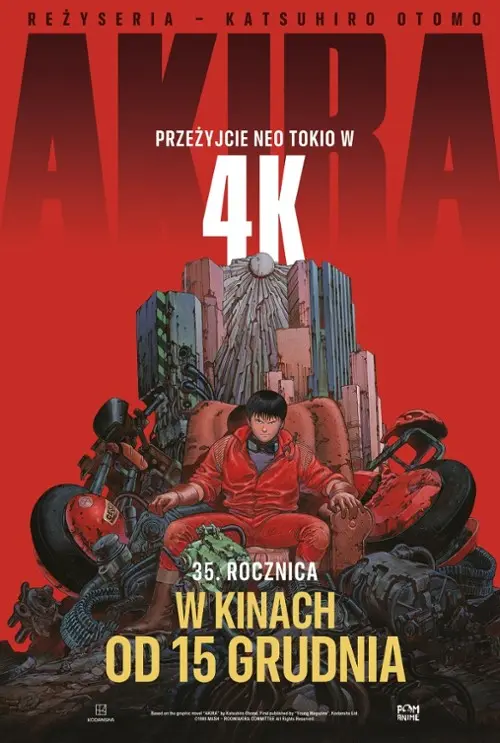 REŻYSERIA - KATSUHIRO OTOMO
AKIRA
PRZEŻYJCIE NEO TOKIO W
4K
35. ROCZNICA
W KINACH
OD 15 GRUDNIA
KODANSHA
Based on the graphic novel "AKIRA" by Katsuhiro Otomo. First published by "Young Magazine", Kodansha Ltd.
©1988 MASH • ROOM/AKIRA COMMITTEE All Rights Reserved.
ANIME